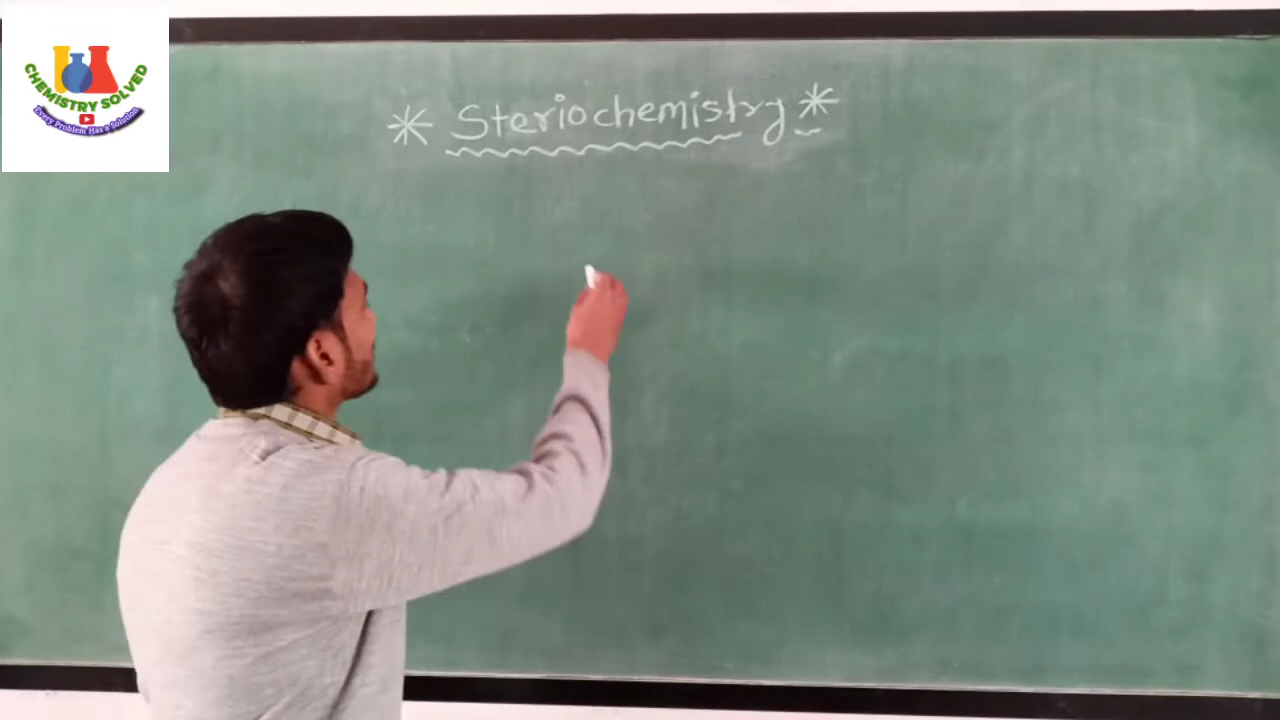 CHEMISTRY SOLVED
Every Problem Has a Solution
* Steriochemistry *